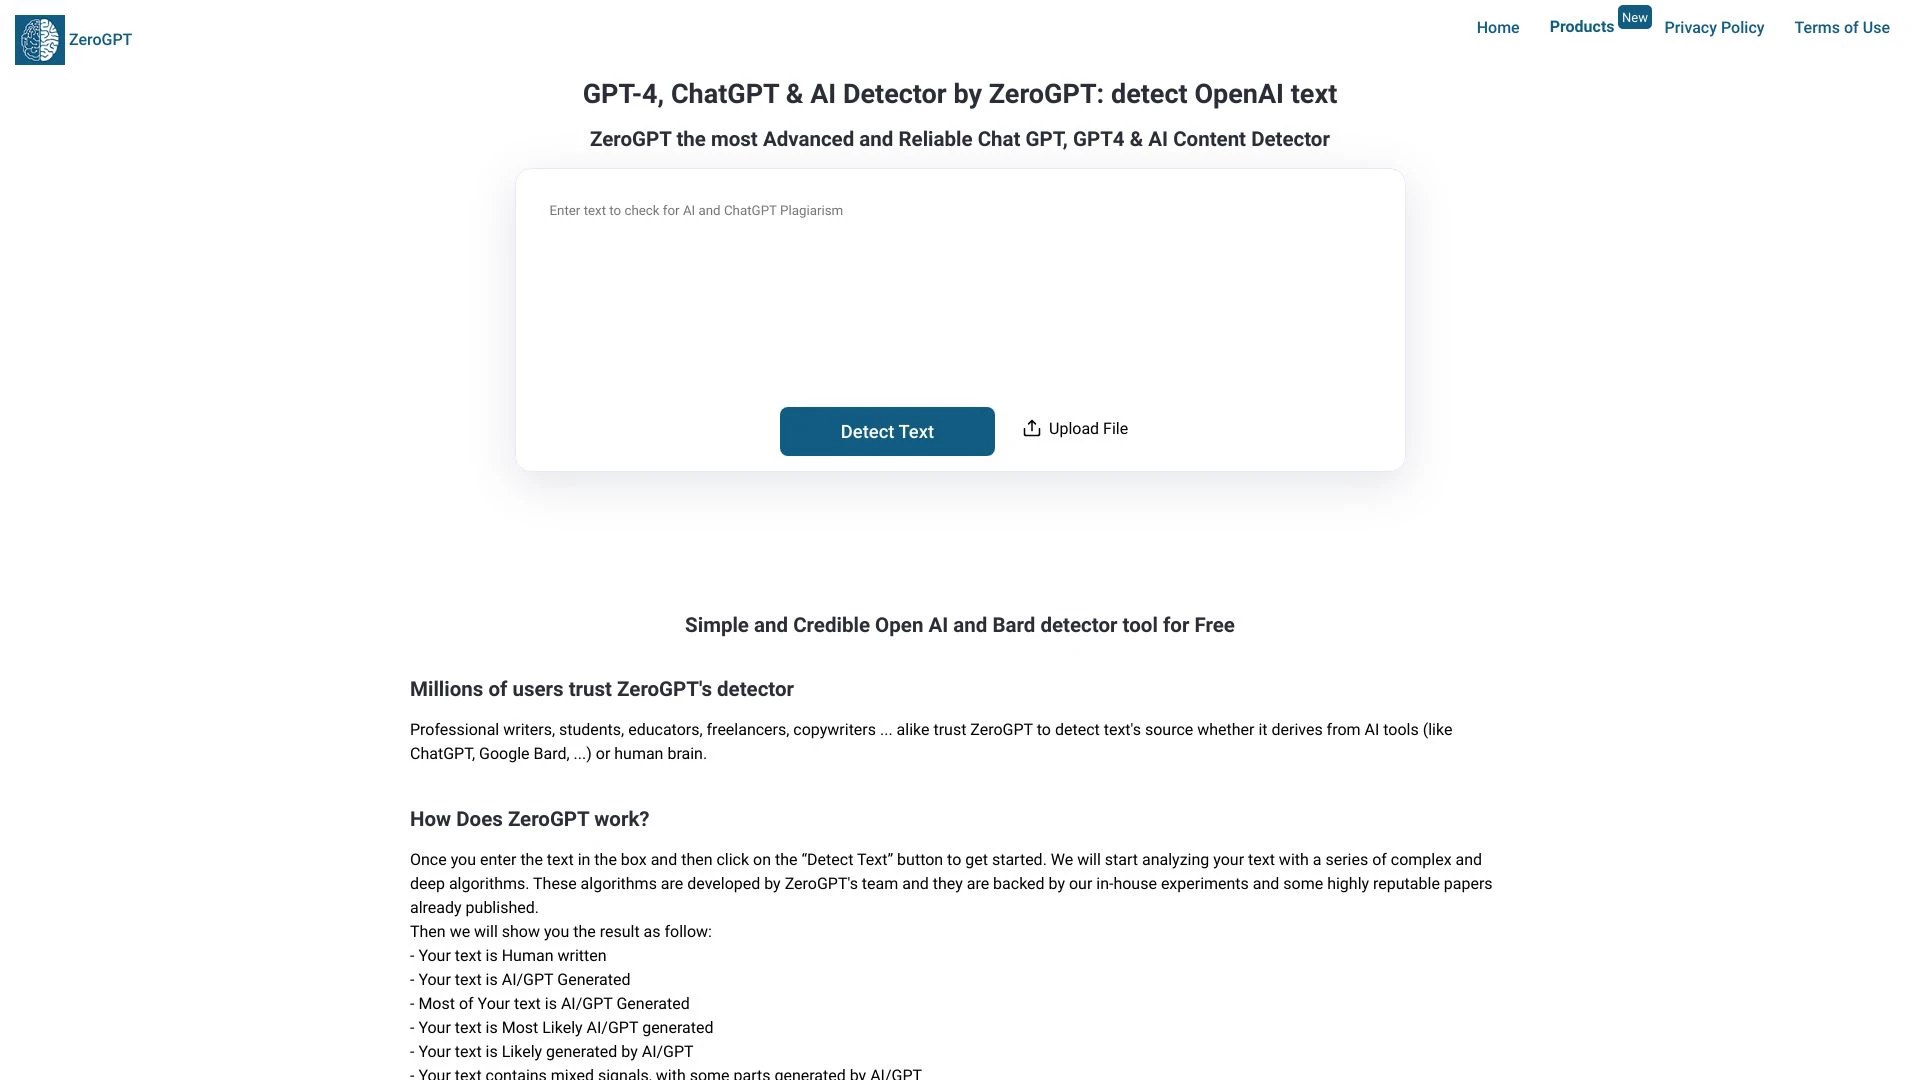 ZeroGPT
Home
Products
New
Privacy Policy
Terms of Use
GPT-4, ChatGPT & AI Detector by ZeroGPT: detect OpenAI text
ZeroGPT the most Advanced and Reliable Chat GPT, GPT4 & AI Content Detector
Enter text to check for AI and ChatGPT Plagiarism
Detect Text
Upload File
Simple and Credible Open AI and Bard detector tool for Free
Millions of users trust ZeroGPT's detector
Professional writers, students, educators, freelancers, copywriters ... alike trust ZeroGPT to detect text's source whether it derives from AI tools (like
ChatGPT, Google Bard, ...) or human brain.
How Does ZeroGPT work?
Once you enter the text in the box and then click on the “Detect Text” button to get started. We will start analyzing your text with a series of complex and
deep algorithms. These algorithms are developed by ZeroGPT's team and they are backed by our in-house experiments and some highly reputable papers
already published.
Then we will show you the result as follow:
- Your text is Human written
- Your text is AI/GPT Generated
- Most of Your text is AI/GPT Generated
- Your text is Most Likely AI/GPT generated
- Your text is Likely generated by AI/GPT
- Your text contains mixed signals, with some parts generated by AI/GPT